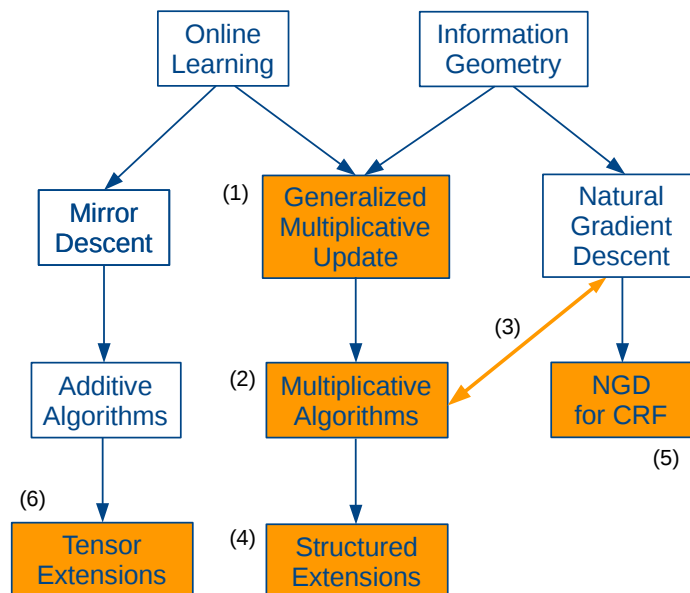 Online
Learning
Information
Geometry
(1)
Generalized
Multiplicative
Update
Mirror
Descent
Natural
Gradient
Descent
(3)
(2)
Additive
Algorithms
Multiplicative
Algorithms
NGD
for CRF
(5)
(6)
(4)
Tensor
Extensions
Structured
Extensions